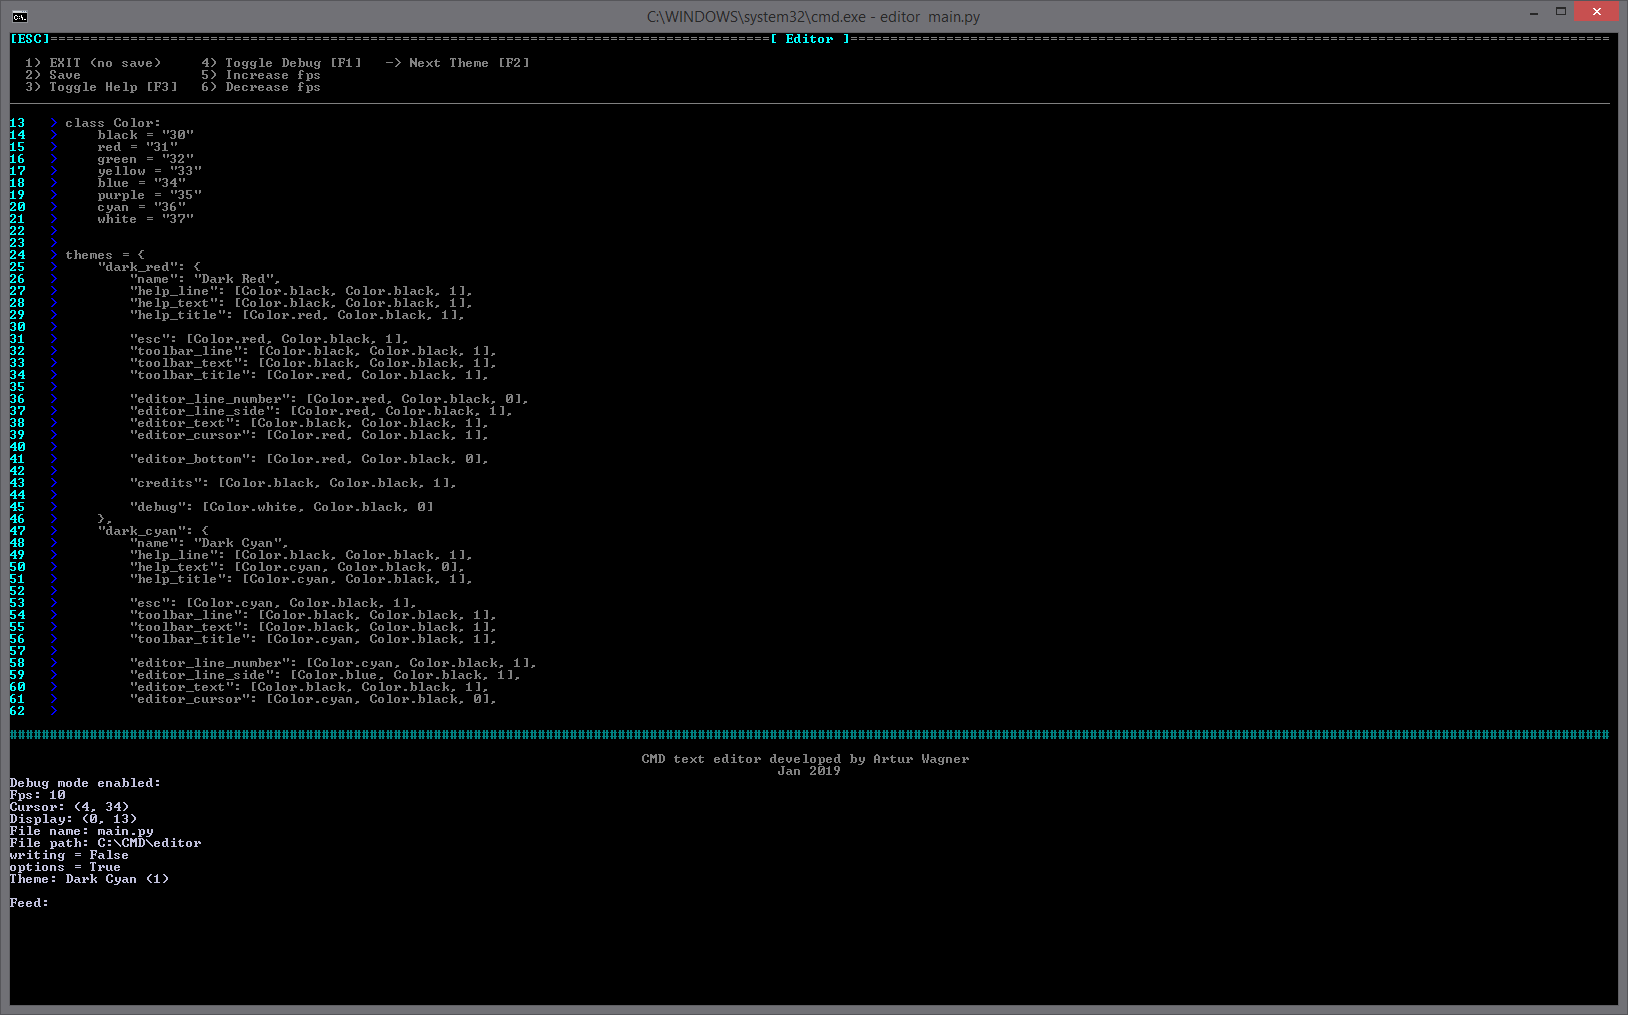 C:\WINDOWS\system32\cmd.exe - editor  main.py
[ESC]==========================================================================================[ Editor ]===============================================================================================
1) EXIT (no save)     4) Toggle Debug [F1]   -> Next Theme [F2]
2) Save               5) Increase fps
3) Toggle Help [F3]   6) Decrease fps
13   > class Color:
14   >     black = "30"
15   >     red = "31"
16   >     green = "32"
17   >     yellow = "33"
18   >     blue = "34"
19   >     purple = "35"
20   >     cyan = "36"
21   >     white = "37"
22   >
23   >
24   > themes = {
25   >     "dark_red": {
26   >         "name": "Dark Red",
27   >         "help_line": [Color.black, Color.black, 1],
28   >         "help_text": [Color.black, Color.black, 1],
29   >         "help_title": [Color.red, Color.black, 1],
30   >
31   >         "esc": [Color.red, Color.black, 1],
32   >         "toolbar_line": [Color.black, Color.black, 1],
33   >         "toolbar_text": [Color.black, Color.black, 1],
34   >         "toolbar_title": [Color.red, Color.black, 1],
35   >
36   >         "editor_line_number": [Color.red, Color.black, 0],
37   >         "editor_line_side": [Color.red, Color.black, 1],
38   >         "editor_text": [Color.black, Color.black, 1],
39   >         "editor_cursor": [Color.red, Color.black, 1],
40   >
41   >         "editor_bottom": [Color.red, Color.black, 0],
42   >
43   >         "credits": [Color.black, Color.black, 1],
44   >
45   >         "debug": [Color.white, Color.black, 0]
46   >     },
47   >     "dark_cyan": {
48   >         "name": "Dark Cyan",
49   >         "help_line": [Color.black, Color.black, 1],
50   >         "help_text": [Color.cyan, Color.black, 0],
51   >         "help_title": [Color.cyan, Color.black, 1],
52   >
53   >         "esc": [Color.cyan, Color.black, 1],
54   >         "toolbar_line": [Color.black, Color.black, 1],
55   >         "toolbar_text": [Color.black, Color.black, 1],
56   >         "toolbar_title": [Color.cyan, Color.black, 1],
57   >
58   >         "editor_line_number": [Color.cyan, Color.black, 1],
59   >         "editor_line_side": [Color.blue, Color.black, 1],
60   >         "editor_text": [Color.black, Color.black, 1],
61   >         "editor_cursor": [Color.cyan, Color.black, 0],
62   >
########################################################################################################################################################################################################
CMD text editor developed by Artur Wagner
Jan 2019
Debug mode enabled:
Fps: 10
Cursor: (4, 34)
Display: (0, 13)
File name: main.py
File path: C:\CMD\editor
writing = False
options = True
Theme: Dark Cyan (1)
Feed: